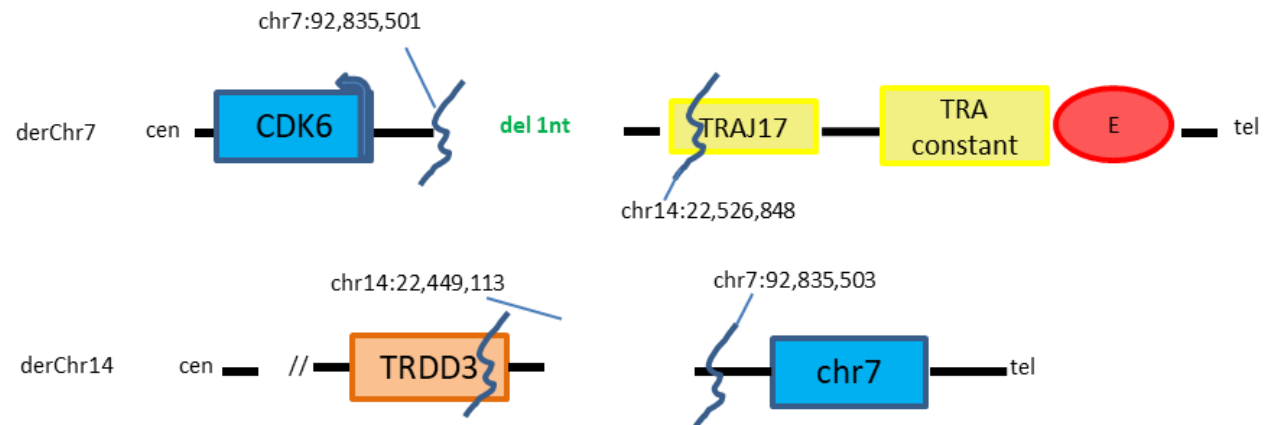 chr7:92,835,501
derChr7 cen CDK6 del 1nt TRAJ17 TRA constant E tel
chr14:22,526,848
chr14:22,449,113 chr7:92,835,503
derChr14 cen // TRDD3 chr7 tel